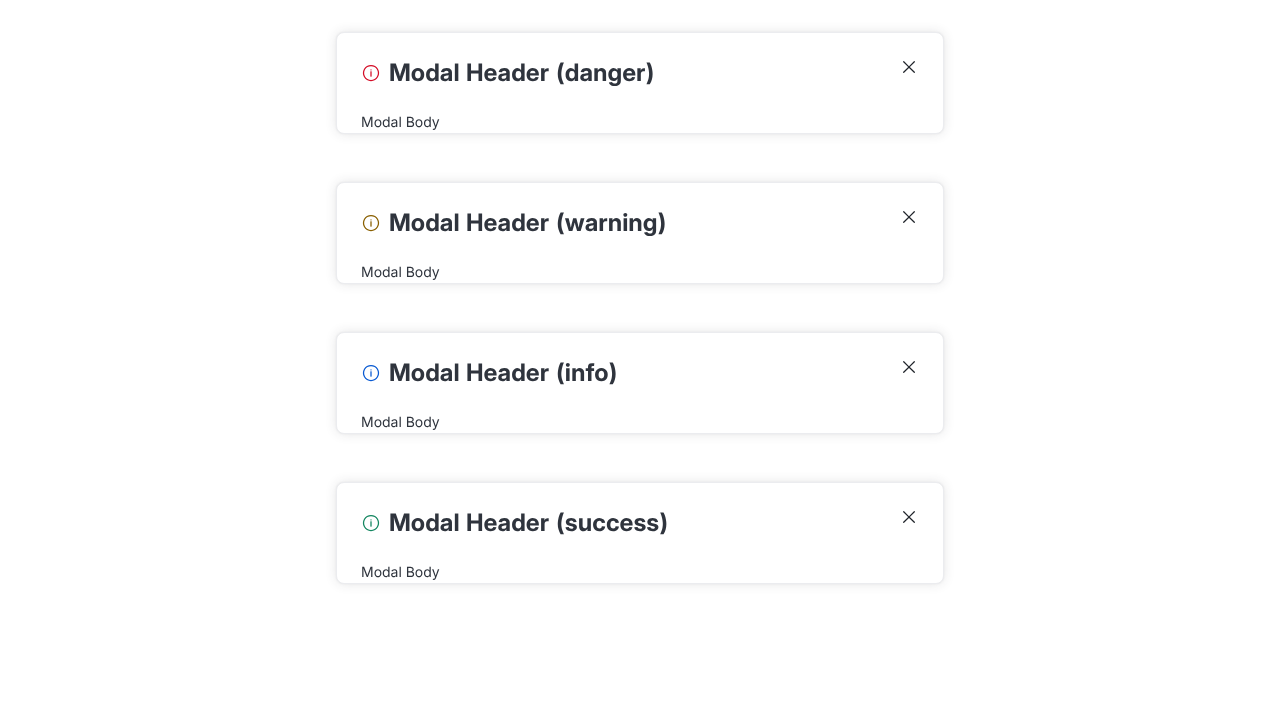 Modal Header (danger)
Modal Body
Modal Header (warning)
Modal Body
Modal Header (info)
Modal Body
Modal Header (success)
Modal Body